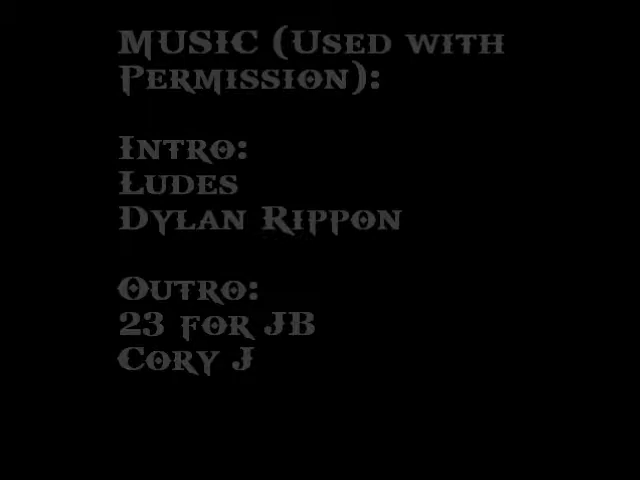 MUSIC (Used with
Permission):
Intro:
Ludes
Dylan Rippon
Outro:
23 for JB
Cory J